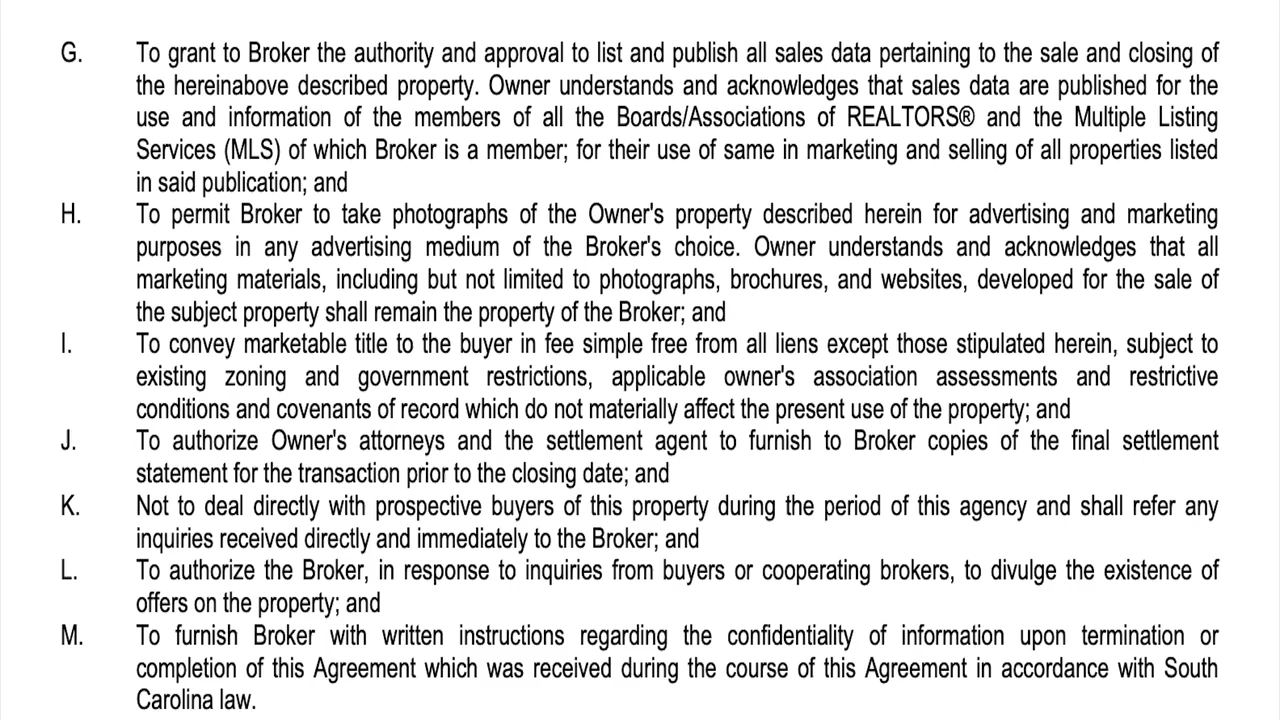 G. To grant to Broker the authority and approval to list and publish all sales data pertaining to the sale and closing of
the hereinabove described property. Owner understands and acknowledges that sales data are published for the
use and information of the members of all the Boards/Associations of REALTORS® and the Multiple Listing
Services (MLS) of which Broker is a member; for their use of same in marketing and selling of all properties listed
in said publication; and
H. To permit Broker to take photographs of the Owner's property described herein for advertising and marketing
purposes in any advertising medium of the Broker's choice. Owner understands and acknowledges that all
marketing materials, including but not limited to photographs, brochures, and websites, developed for the sale of
the subject property shall remain the property of the Broker; and
I. To convey marketable title to the buyer in fee simple free from all liens except those stipulated herein, subject to
existing zoning and government restrictions, applicable owner's association assessments and restrictive
conditions and covenants of record which do not materially affect the present use of the property; and
J. To authorize Owner's attorneys and the settlement agent to furnish to Broker copies of the final settlement
statement for the transaction prior to the closing date; and
K. Not to deal directly with prospective buyers of this property during the period of this agency and shall refer any
inquiries received directly and immediately to the Broker; and
L. To authorize the Broker, in response to inquiries from buyers or cooperating brokers, to divulge the existence of
offers on the property; and
M. To furnish Broker with written instructions regarding the confidentiality of information upon termination or
completion of this Agreement which was received during the course of this Agreement in accordance with South
Carolina law.